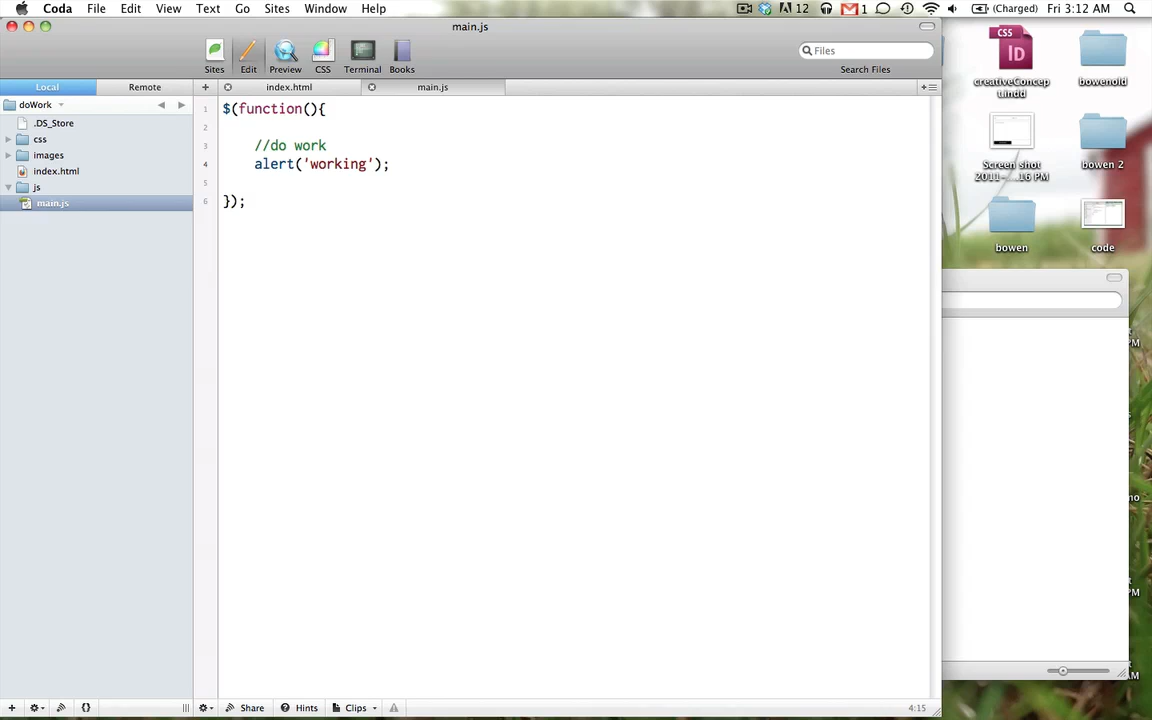 Coda File Edit View Text Go Sites Window Help
12 1 (Charged) Fri 3:12 AM
main.js
Files
Sites Edit Preview CSS Terminal Books
Search Files
Local Remote
index.html main.js
doWork
.DS_Store
css
images
index.html
js
main.js
1 $(function(){
2
3 //do work
4 alert('working');
5
6 });
Share Hints Clips
4:15
CSS
Id
creativeConcep
t.indd
bowenold
Screen shot
2011-....16 PM
bowen 2
bowen
code